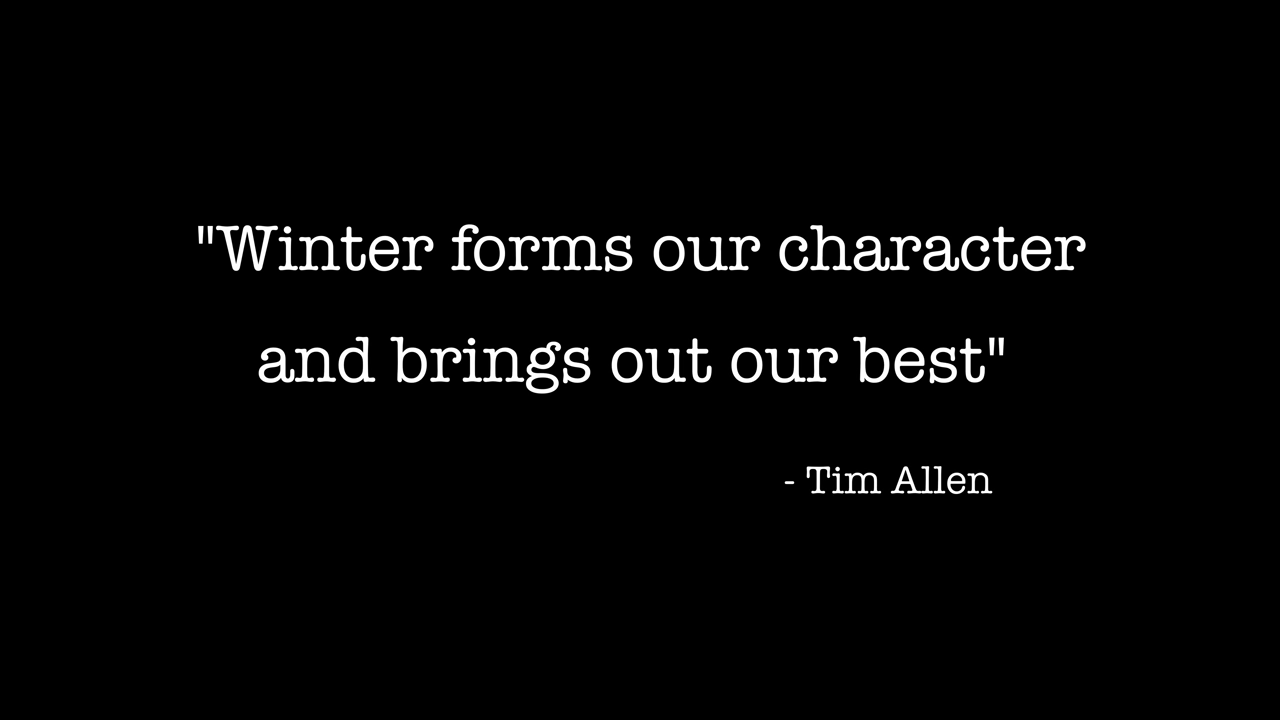 "Winter forms our character
and brings out our best"
- Tim Allen